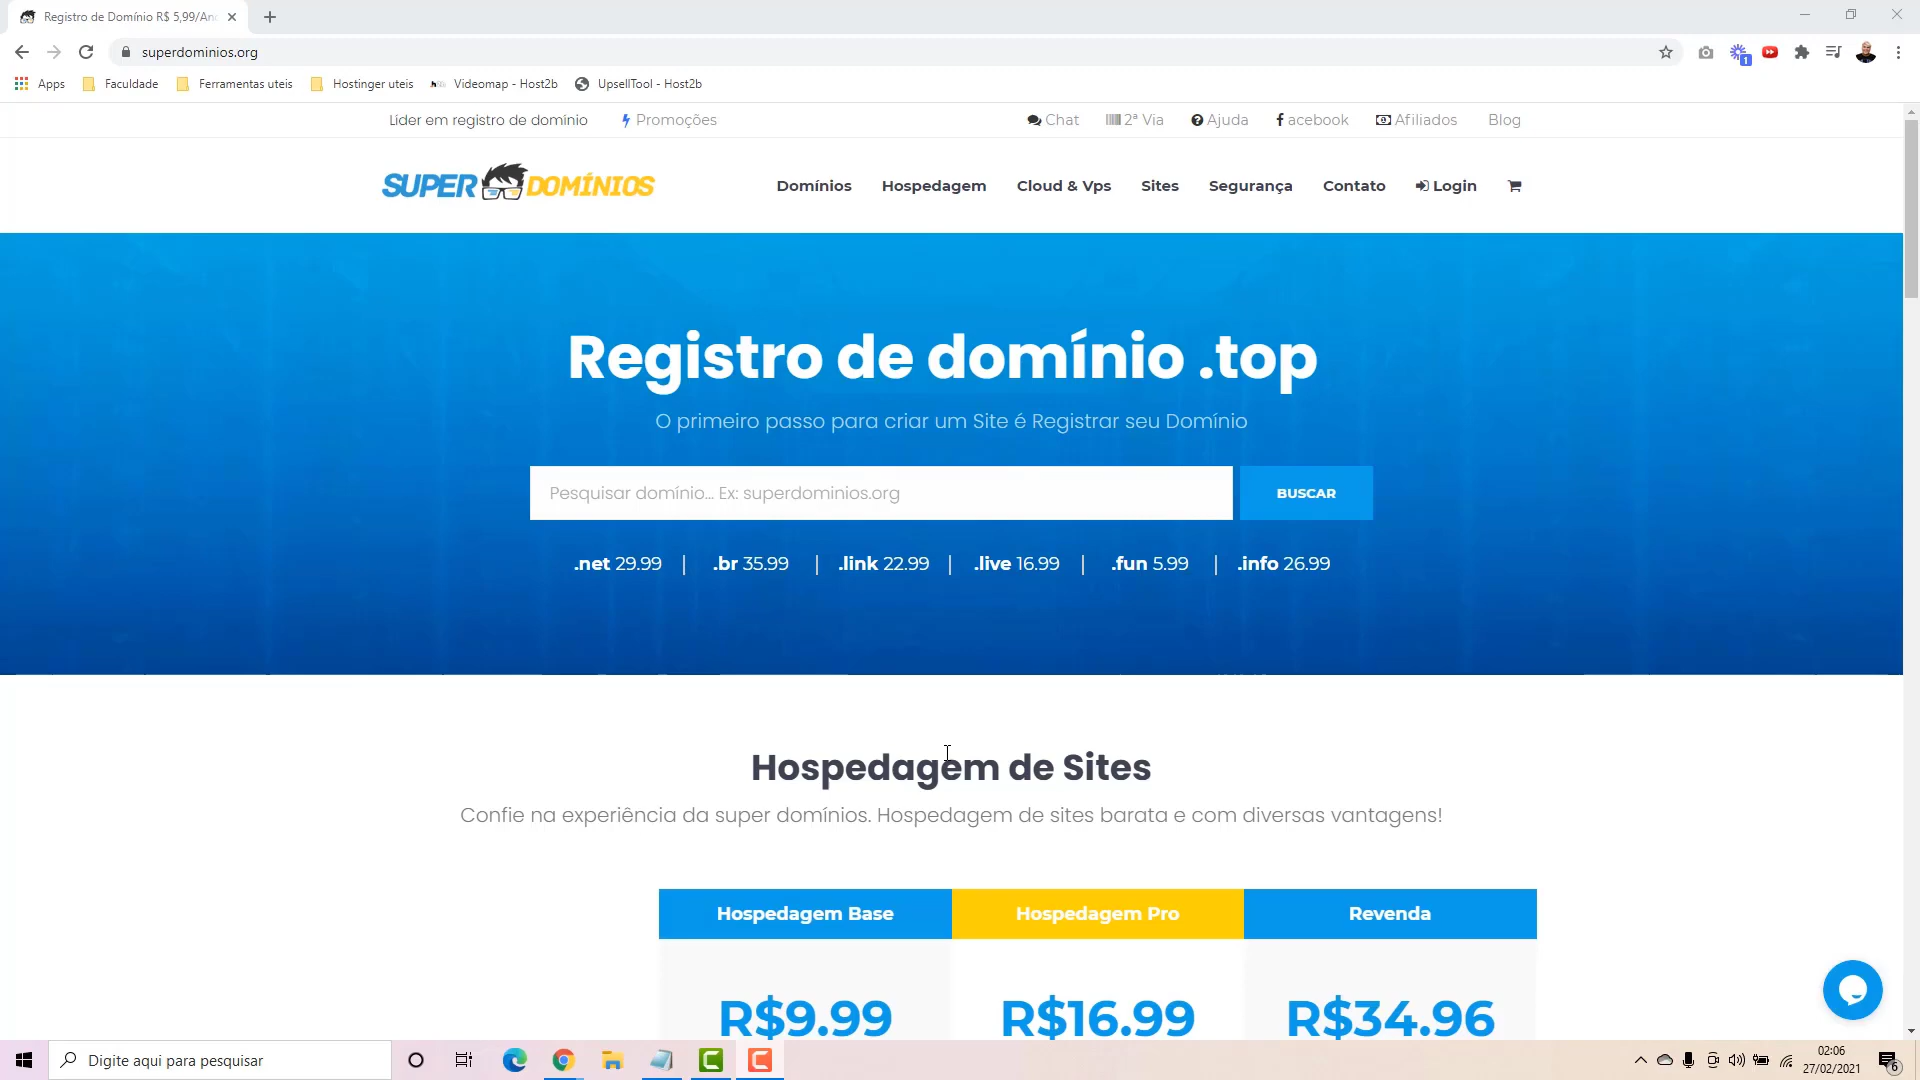 Registro de Domínio R$ 5,99/An
superdominios.org
Apps
Faculdade
Ferramentas uteis
Hostinger uteis
Videomap - Host2b
UpsellTool - Host2b
Líder em registro de domínio
Promoções
Chat
2ª Via
Ajuda
facebook
Afiliados
Blog
SUPER DOMÍNIOS
Domínios
Hospedagem
Cloud & Vps
Sites
Segurança
Contato
Login
Registro de domínio .top
O primeiro passo para criar um Site é Registrar seu Domínio
Pesquisar domínio... Ex: superdominios.org
BUSCAR
.net 29.99 | .br 35.99 | .link 22.99 | .live 16.99 | .fun 5.99 | .info 26.99
Hospedagem de Sites
Confie na experiência da super domínios. Hospedagem de sites barata e com diversas vantagens!
Hospedagem Base
Hospedagem Pro
Revenda
R$9.99
R$16.99
R$34.96
Digite aqui para pesquisar
02:06
27/02/2021
6
1